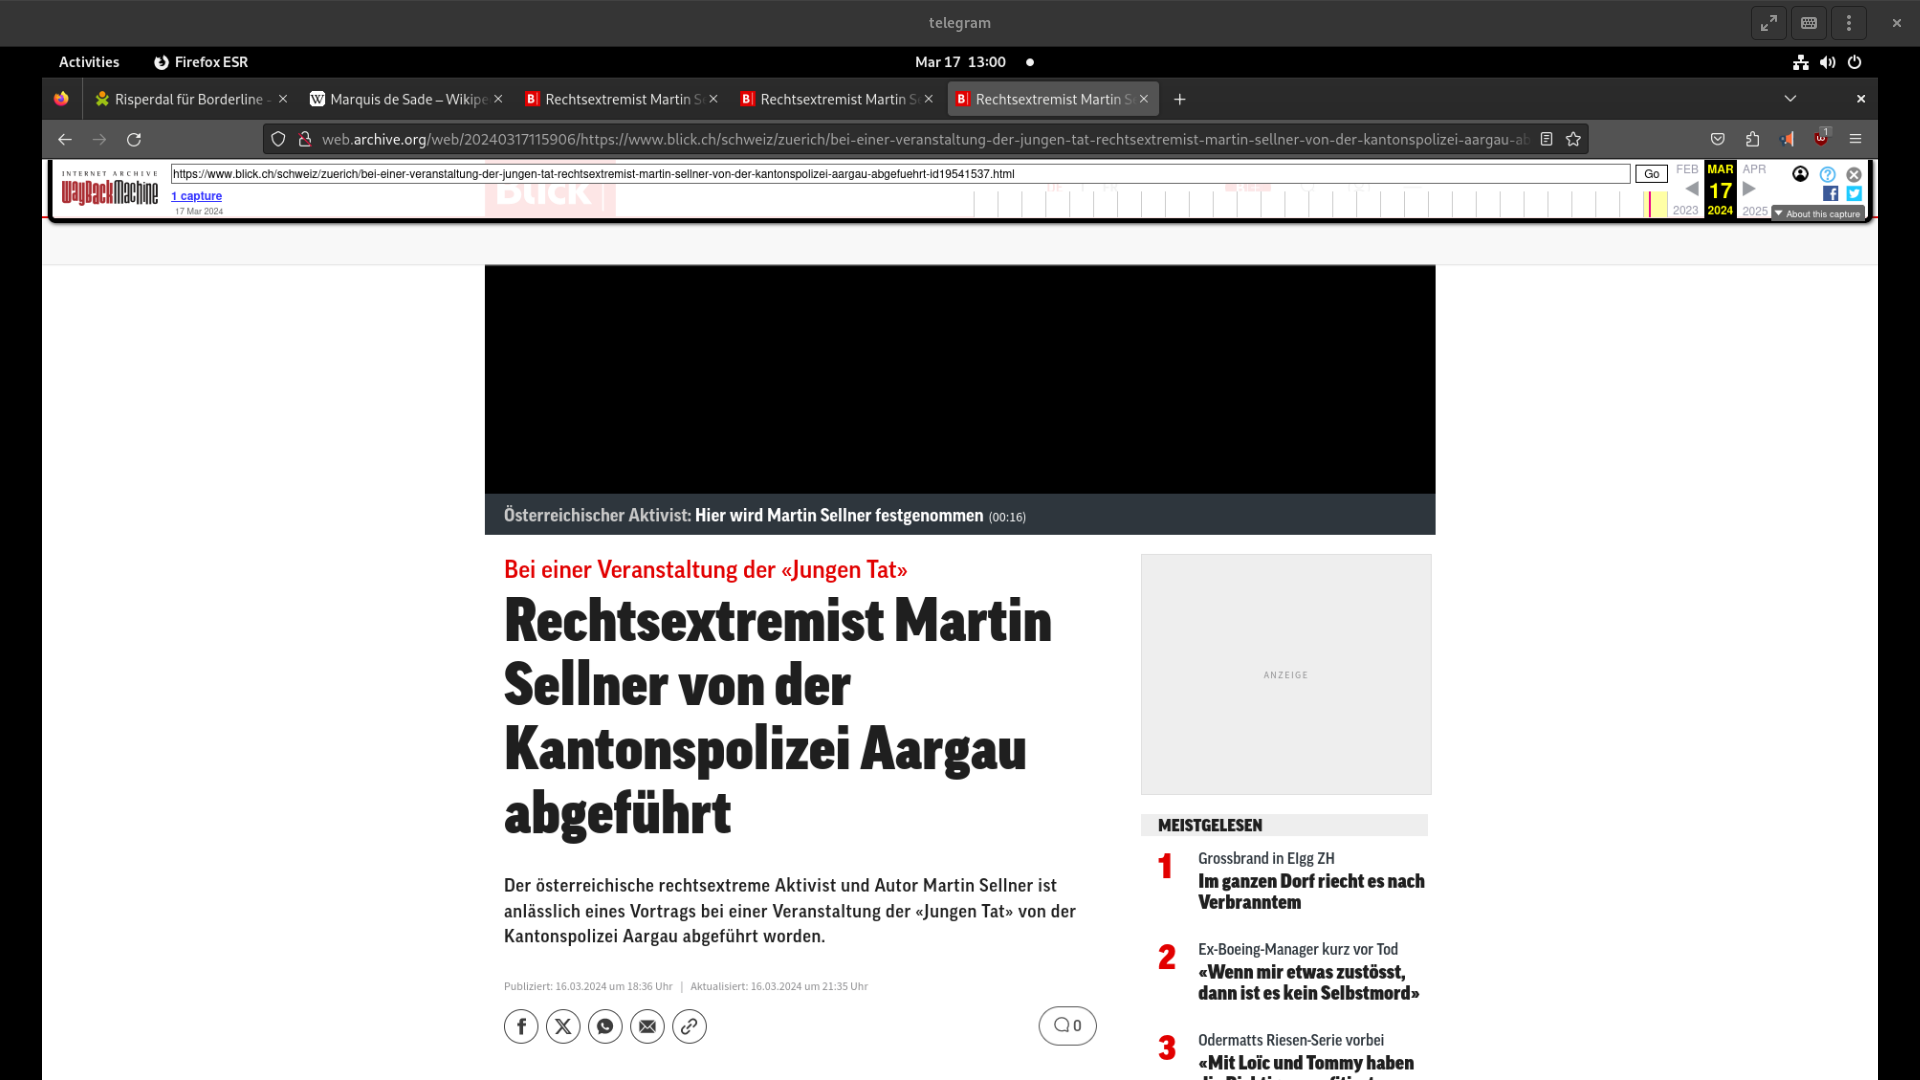 telegram
Activities
Firefox ESR
Mar 17 13:00
Risperdal für Borderline -
Marquis de Sade – Wikipe
Rechtsextremist Martin S
Rechtsextremist Martin S
Rechtsextremist Martin S
web.archive.org/web/20240317115906/https://www.blick.ch/schweiz/zuerich/bei-einer-veranstaltung-der-jungen-tat-rechtsextremist-martin-sellner-von-der-kantonspolizei-aargau-ab
1
INTERNET ARCHIVE
WayBackMachine
https://www.blick.ch/schweiz/zuerich/bei-einer-veranstaltung-der-jungen-tat-rechtsextremist-martin-sellner-von-der-kantonspolizei-aargau-abgefuehrt-id19541537.html
Go
FEB MAR APR
1 capture
17
17 Mar 2024
2023 2024 2025
About this capture
Blick
Österreichischer Aktivist: Hier wird Martin Sellner festgenommen (00:16)
Bei einer Veranstaltung der «Jungen Tat»
Rechtsextremist Martin
Sellner von der
Kantonspolizei Aargau
abgeführt
Der österreichische rechtsextreme Aktivist und Autor Martin Sellner ist
anlässlich eines Vortrags bei einer Veranstaltung der «Jungen Tat» von der
Kantonspolizei Aargau abgeführt worden.
Publiziert: 16.03.2024 um 18:36 Uhr | Aktualisiert: 16.03.2024 um 21:35 Uhr
0
ANZEIGE
MEISTGELESEN
1
Grossbrand in Elgg ZH
Im ganzen Dorf riecht es nach
Verbranntem
2
Ex-Boeing-Manager kurz vor Tod
«Wenn mir etwas zustösst,
dann ist es kein Selbstmord»
3
Odermatts Riesen-Serie vorbei
«Mit Loïc und Tommy haben